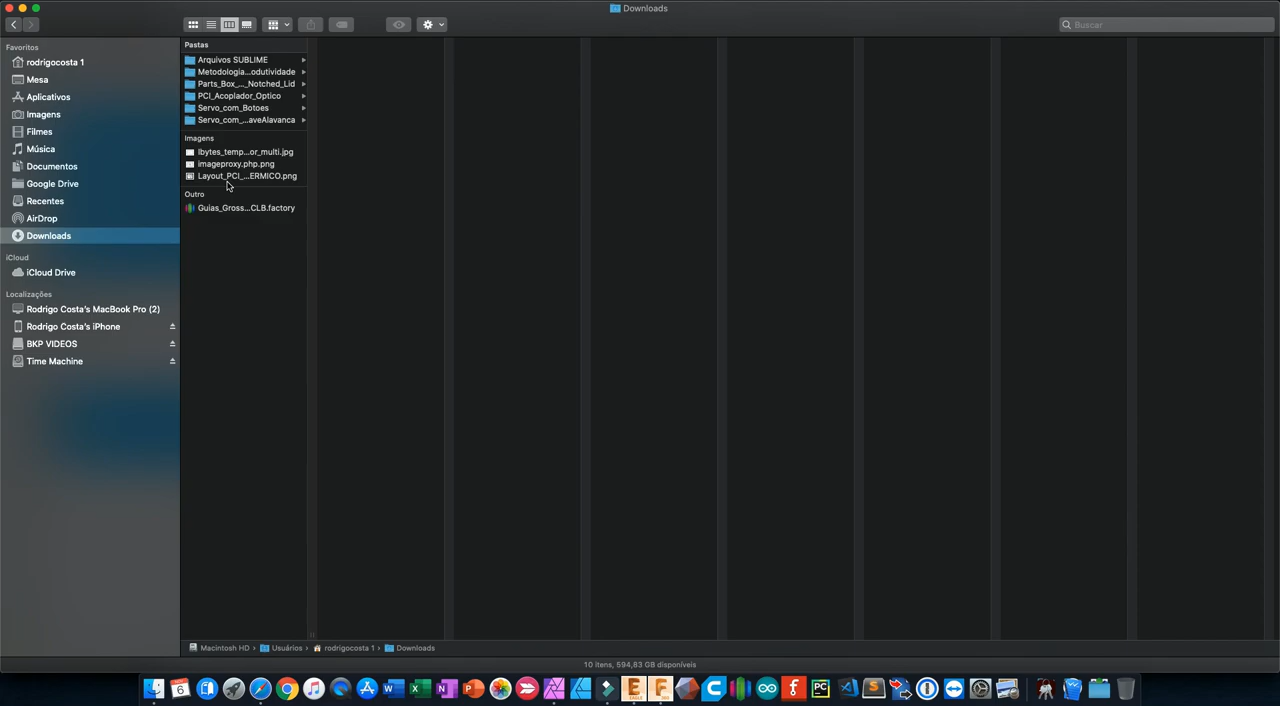 Downloads
Buscar
Favoritos
rodrigocosta 1
Mesa
Aplicativos
Imagens
Filmes
Música
Documentos
Google Drive
Recentes
AirDrop
Downloads
iCloud
iCloud Drive
Localizações
Rodrigo Costa's MacBook Pro (2)
Rodrigo Costa's iPhone
BKP VIDEOS
Time Machine
Pastas
Arquivos SUBLIME
Metodologia...odutividade
Parts_Box_..._Notched_Lid
PCI_Acoplador_Optico
Servo_com_Botoes
Servo_com_...aveAlavanca
Imagens
lbytes_temp...or_multi.jpg
imageproxy.php.png
Layout_PCI_...ERMICO.png
Outro
Guias_Gross...CLB.factory
Macintosh HD › Usuários › rodrigocosta 1 › Downloads
10 itens, 594,83 GB disponíveis